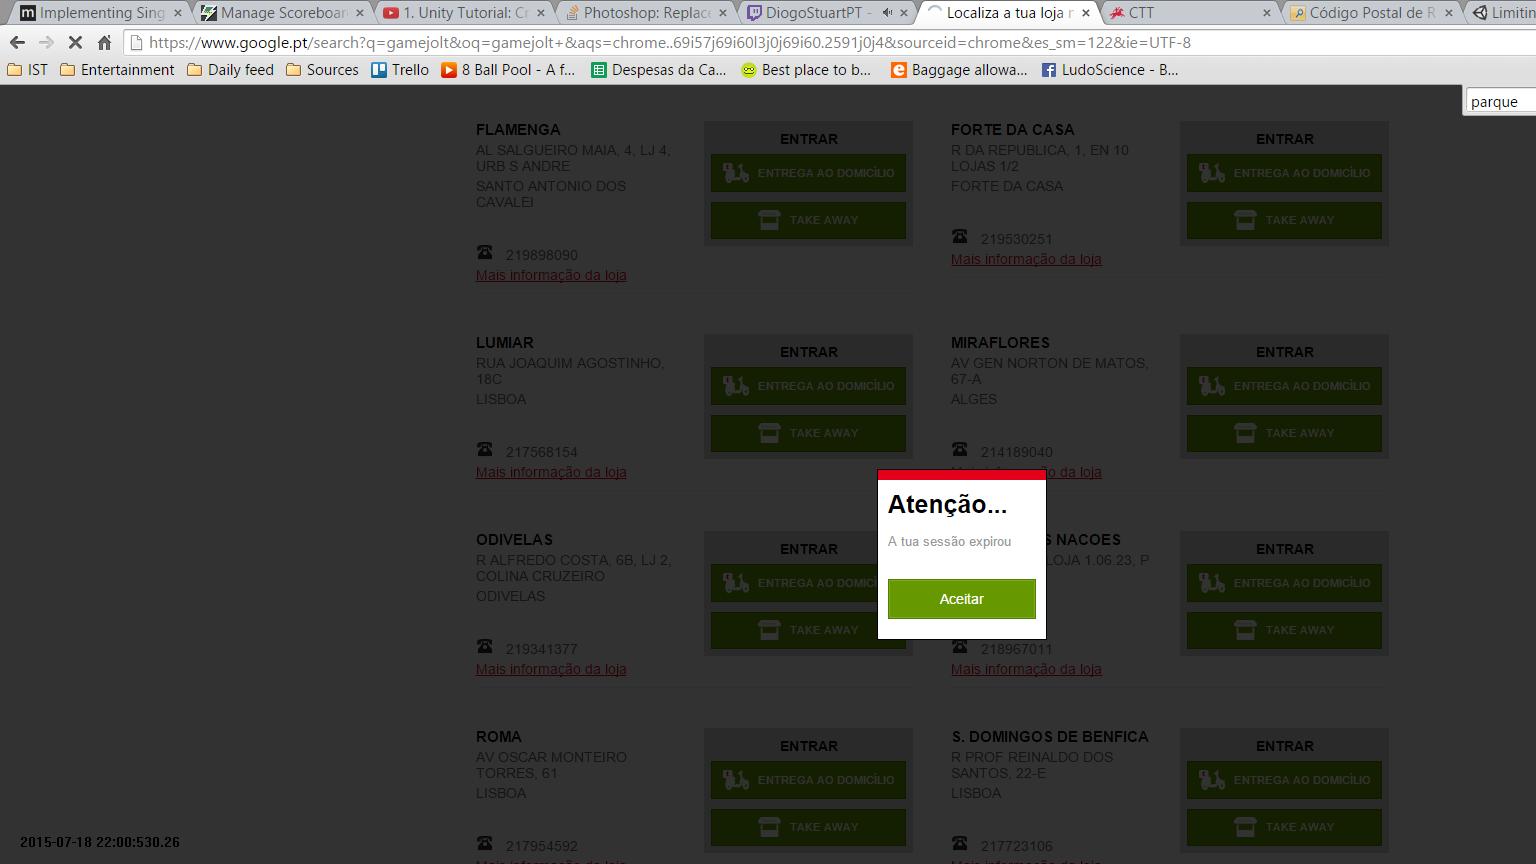 Implementing Sing
Manage Scoreboar
1. Unity Tutorial: Cr
Photoshop: Replace
DiogoStuartPT -
Localiza a tua loja n
CTT
Código Postal de R
Limitin
https://www.google.pt/search?q=gamejolt&oq=gamejolt+&aqs=chrome..69i57j69i60l3j0j69i60.2591j0j4&sourceid=chrome&es_sm=122&ie=UTF-8
IST
Entertainment
Daily feed
Sources
Trello
8 Ball Pool - A f...
Despesas da Ca...
Best place to b...
Baggage allowa...
LudoScience - B...
parque
FLAMENGA
AL SALGUEIRO MAIA, 4, LJ 4,
URB S ANDRE
SANTO ANTONIO DOS
CAVALEI
219898090
Mais informação da loja
ENTRAR
ENTREGA AO DOMICÍLIO
TAKE AWAY
FORTE DA CASA
R DA REPUBLICA, 1, EN 10
LOJAS 1/2
FORTE DA CASA
219530251
Mais informação da loja
ENTRAR
ENTREGA AO DOMICÍLIO
TAKE AWAY
LUMIAR
RUA JOAQUIM AGOSTINHO,
18C
LISBOA
217568154
Mais informação da loja
ENTRAR
ENTREGA AO DOMICÍLIO
TAKE AWAY
MIRAFLORES
AV GEN NORTON DE MATOS,
67-A
ALGES
214189040
da loja
ENTRAR
ENTREGA AO DOMICÍLIO
TAKE AWAY
Atenção...
A tua sessão expirou
Aceitar
ODIVELAS
R ALFREDO COSTA, 6B, LJ 2,
COLINA CRUZEIRO
ODIVELAS
219341377
Mais informação da loja
ENTRAR
ENTREGA AO DOMICÍ
TAKE AWAY
S NACOES
LOJA 1.06.23, P
218967011
Mais informação da loja
ENTRAR
ENTREGA AO DOMICÍLIO
TAKE AWAY
ROMA
AV OSCAR MONTEIRO
TORRES, 61
LISBOA
217954592
ENTRAR
ENTREGA AO DOMICÍLIO
TAKE AWAY
S. DOMINGOS DE BENFICA
R PROF REINALDO DOS
SANTOS, 22-E
LISBOA
217723106
ENTRAR
ENTREGA AO DOMICÍLIO
TAKE AWAY
2015-07-18 22:00:530.26